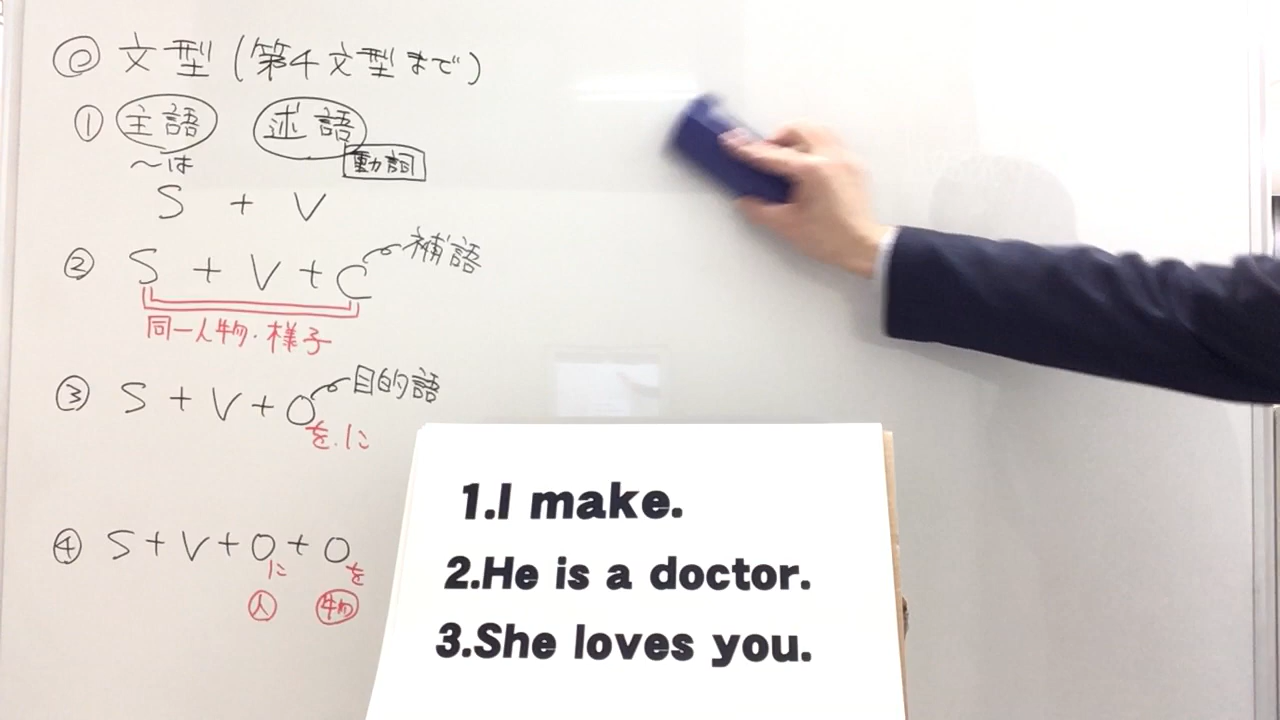 ◎ 文型(第4文型まで)
① 主語 述語
〜は 動詞
S + V
② S + V + C 補語
同一人物・様子
③ S + V + O 目的語
を.に
④ S + V + O + O
に を
人 物
1.I make.
2.He is a doctor.
3.She loves you.